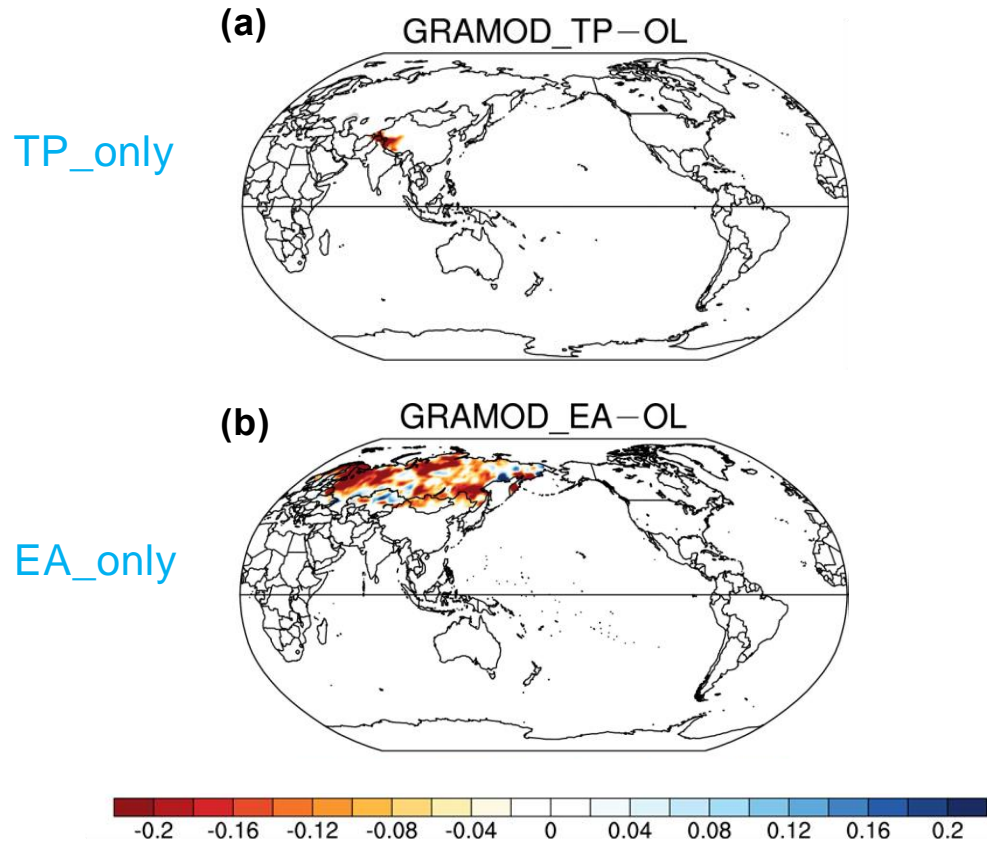 (a)
GRAMOD_TP−OL
TP_only
(b)
GRAMOD_EA−OL
EA_only
-0.2 -0.16 -0.12 -0.08 -0.04 0 0.04 0.08 0.12 0.16 0.2